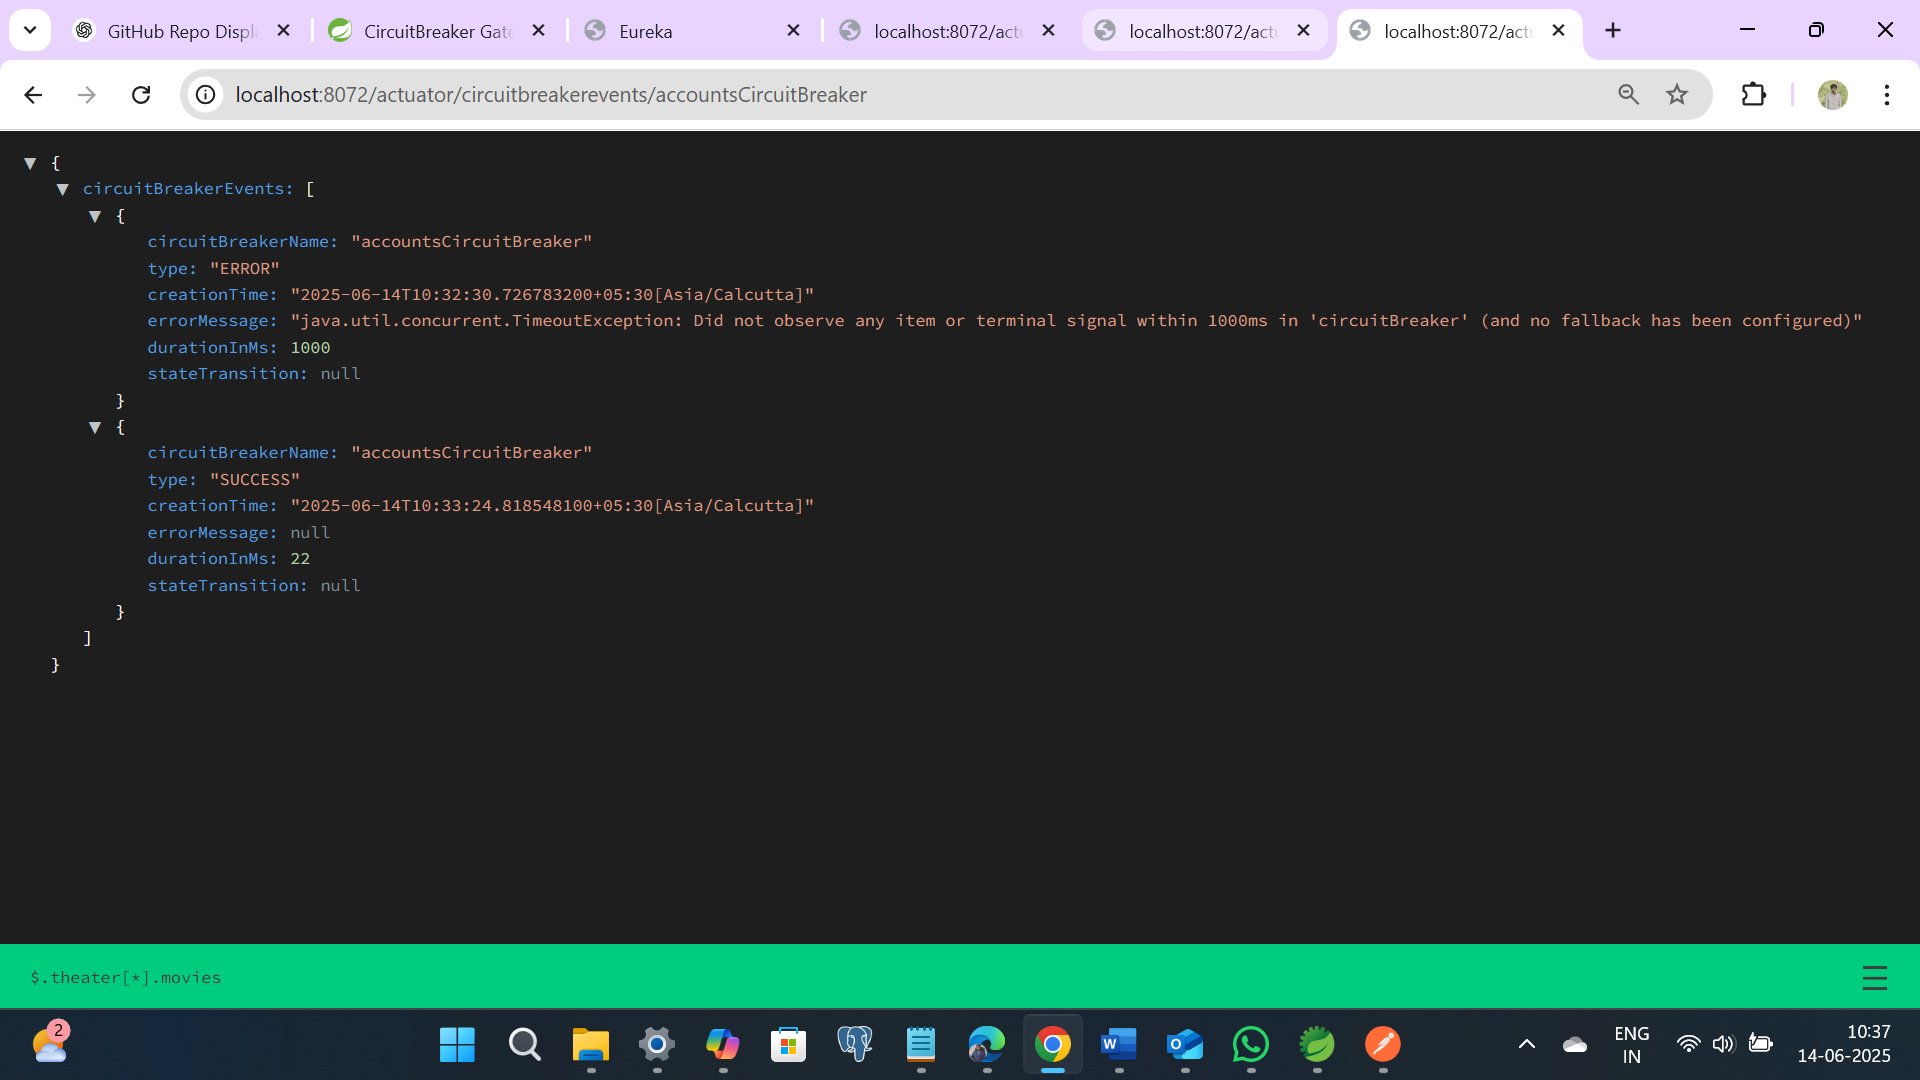 GitHub Repo Displ
CircuitBreaker Gate
Eureka
localhost:8072/actu
localhost:8072/actu
localhost:8072/actu
localhost:8072/actuator/circuitbreakerevents/accountsCircuitBreaker
{
circuitBreakerEvents: [
{
circuitBreakerName: "accountsCircuitBreaker"
type: "ERROR"
creationTime: "2025-06-14T10:32:30.726783200+05:30[Asia/Calcutta]"
errorMessage: "java.util.concurrent.TimeoutException: Did not observe any item or terminal signal within 1000ms in 'circuitBreaker' (and no fallback has been configured)"
durationInMs: 1000
stateTransition: null
}
{
circuitBreakerName: "accountsCircuitBreaker"
type: "SUCCESS"
creationTime: "2025-06-14T10:33:24.818548100+05:30[Asia/Calcutta]"
errorMessage: null
durationInMs: 22
stateTransition: null
}
]
}
$.theater[*].movies
2
ENG
IN
10:37
14-06-2025